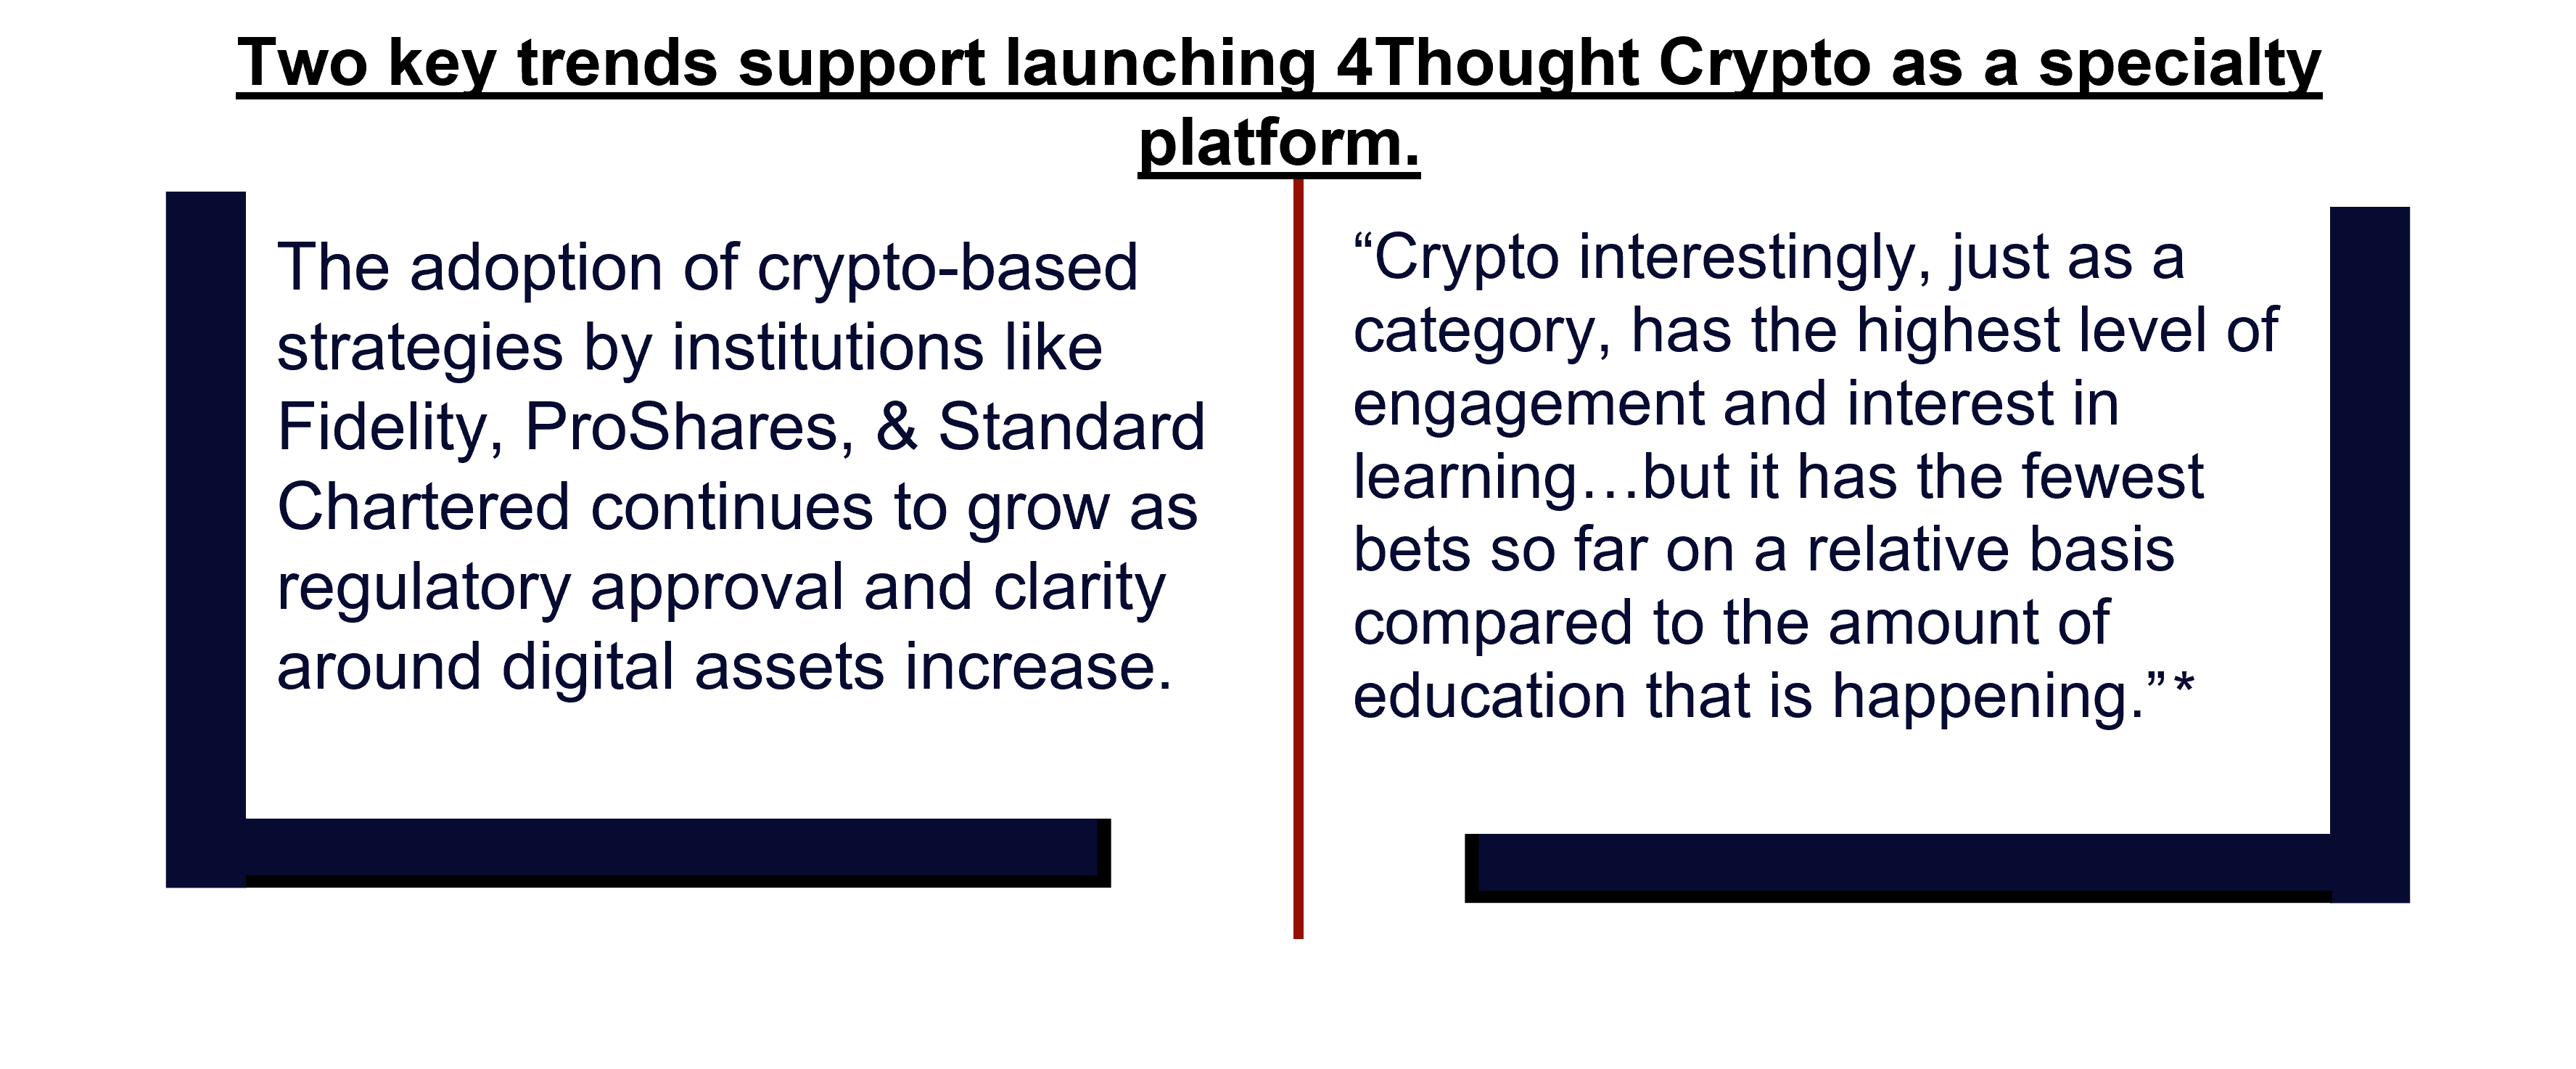 Two key trends support launching 4Thought Crypto as a specialty
platform.
The adoption of crypto-based
strategies by institutions like
Fidelity, ProShares, & Standard
Chartered continues to grow as
regulatory approval and clarity
around digital assets increase.
“Crypto interestingly, just as a
category, has the highest level of
engagement and interest in
learning…but it has the fewest
bets so far on a relative basis
compared to the amount of
education that is happening.”*